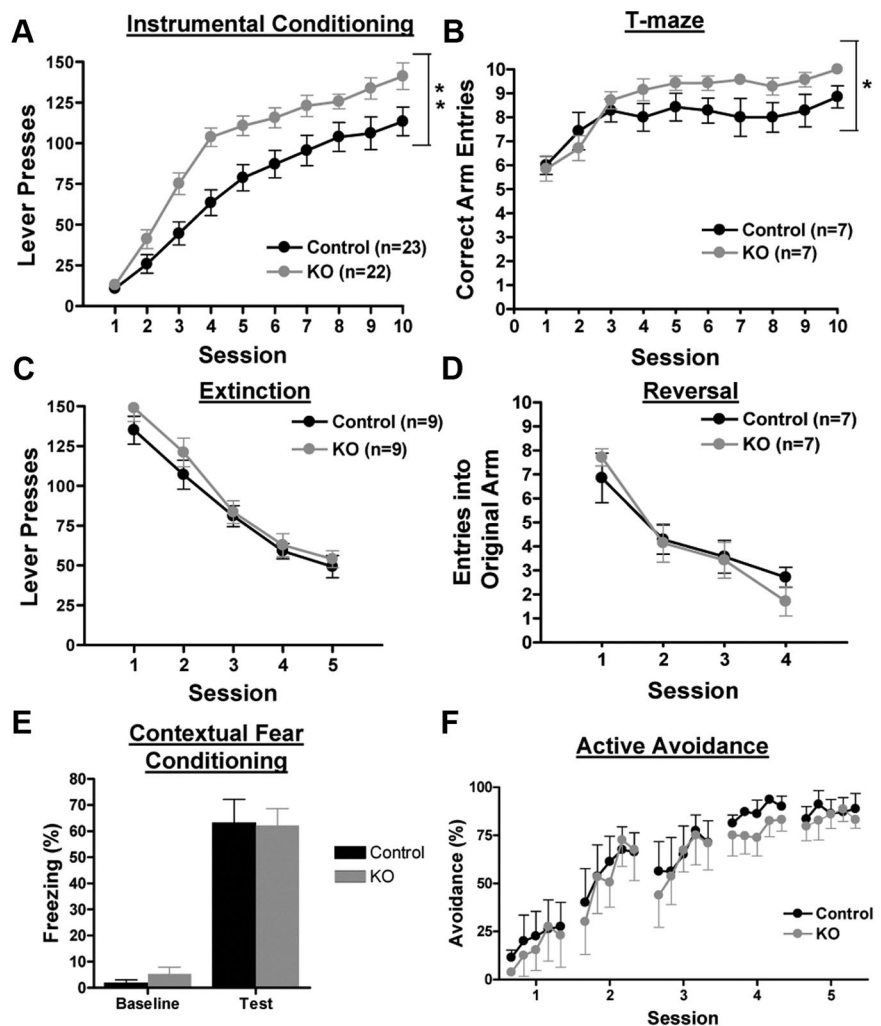 A
Instrumental Conditioning
Lever Presses
150
125
100
75
50
25
0
1 2 3 4 5 6 7 8 9 10
Session
Control (n=23)
KO (n=22)
**
B
T-maze
Correct Arm Entries
10
9
8
7
6
5
4
3
2
1
0
0 1 2 3 4 5 6 7 8 9 10
Session
Control (n=7)
KO (n=7)
*
C
Extinction
Lever Presses
150
125
100
75
50
25
0
1 2 3 4 5
Session
Control (n=9)
KO (n=9)
D
Reversal
Entries into
Original Arm
10
9
8
7
6
5
4
3
2
1
0
1 2 3 4
Session
Control (n=7)
KO (n=7)
E
Contextual Fear
Conditioning
Freezing (%)
80
70
60
50
40
30
20
10
0
Baseline Test
Control
KO
F
Active Avoidance
Avoidance (%)
100
75
50
25
0
1 2 3 4 5
Session
Control
KO